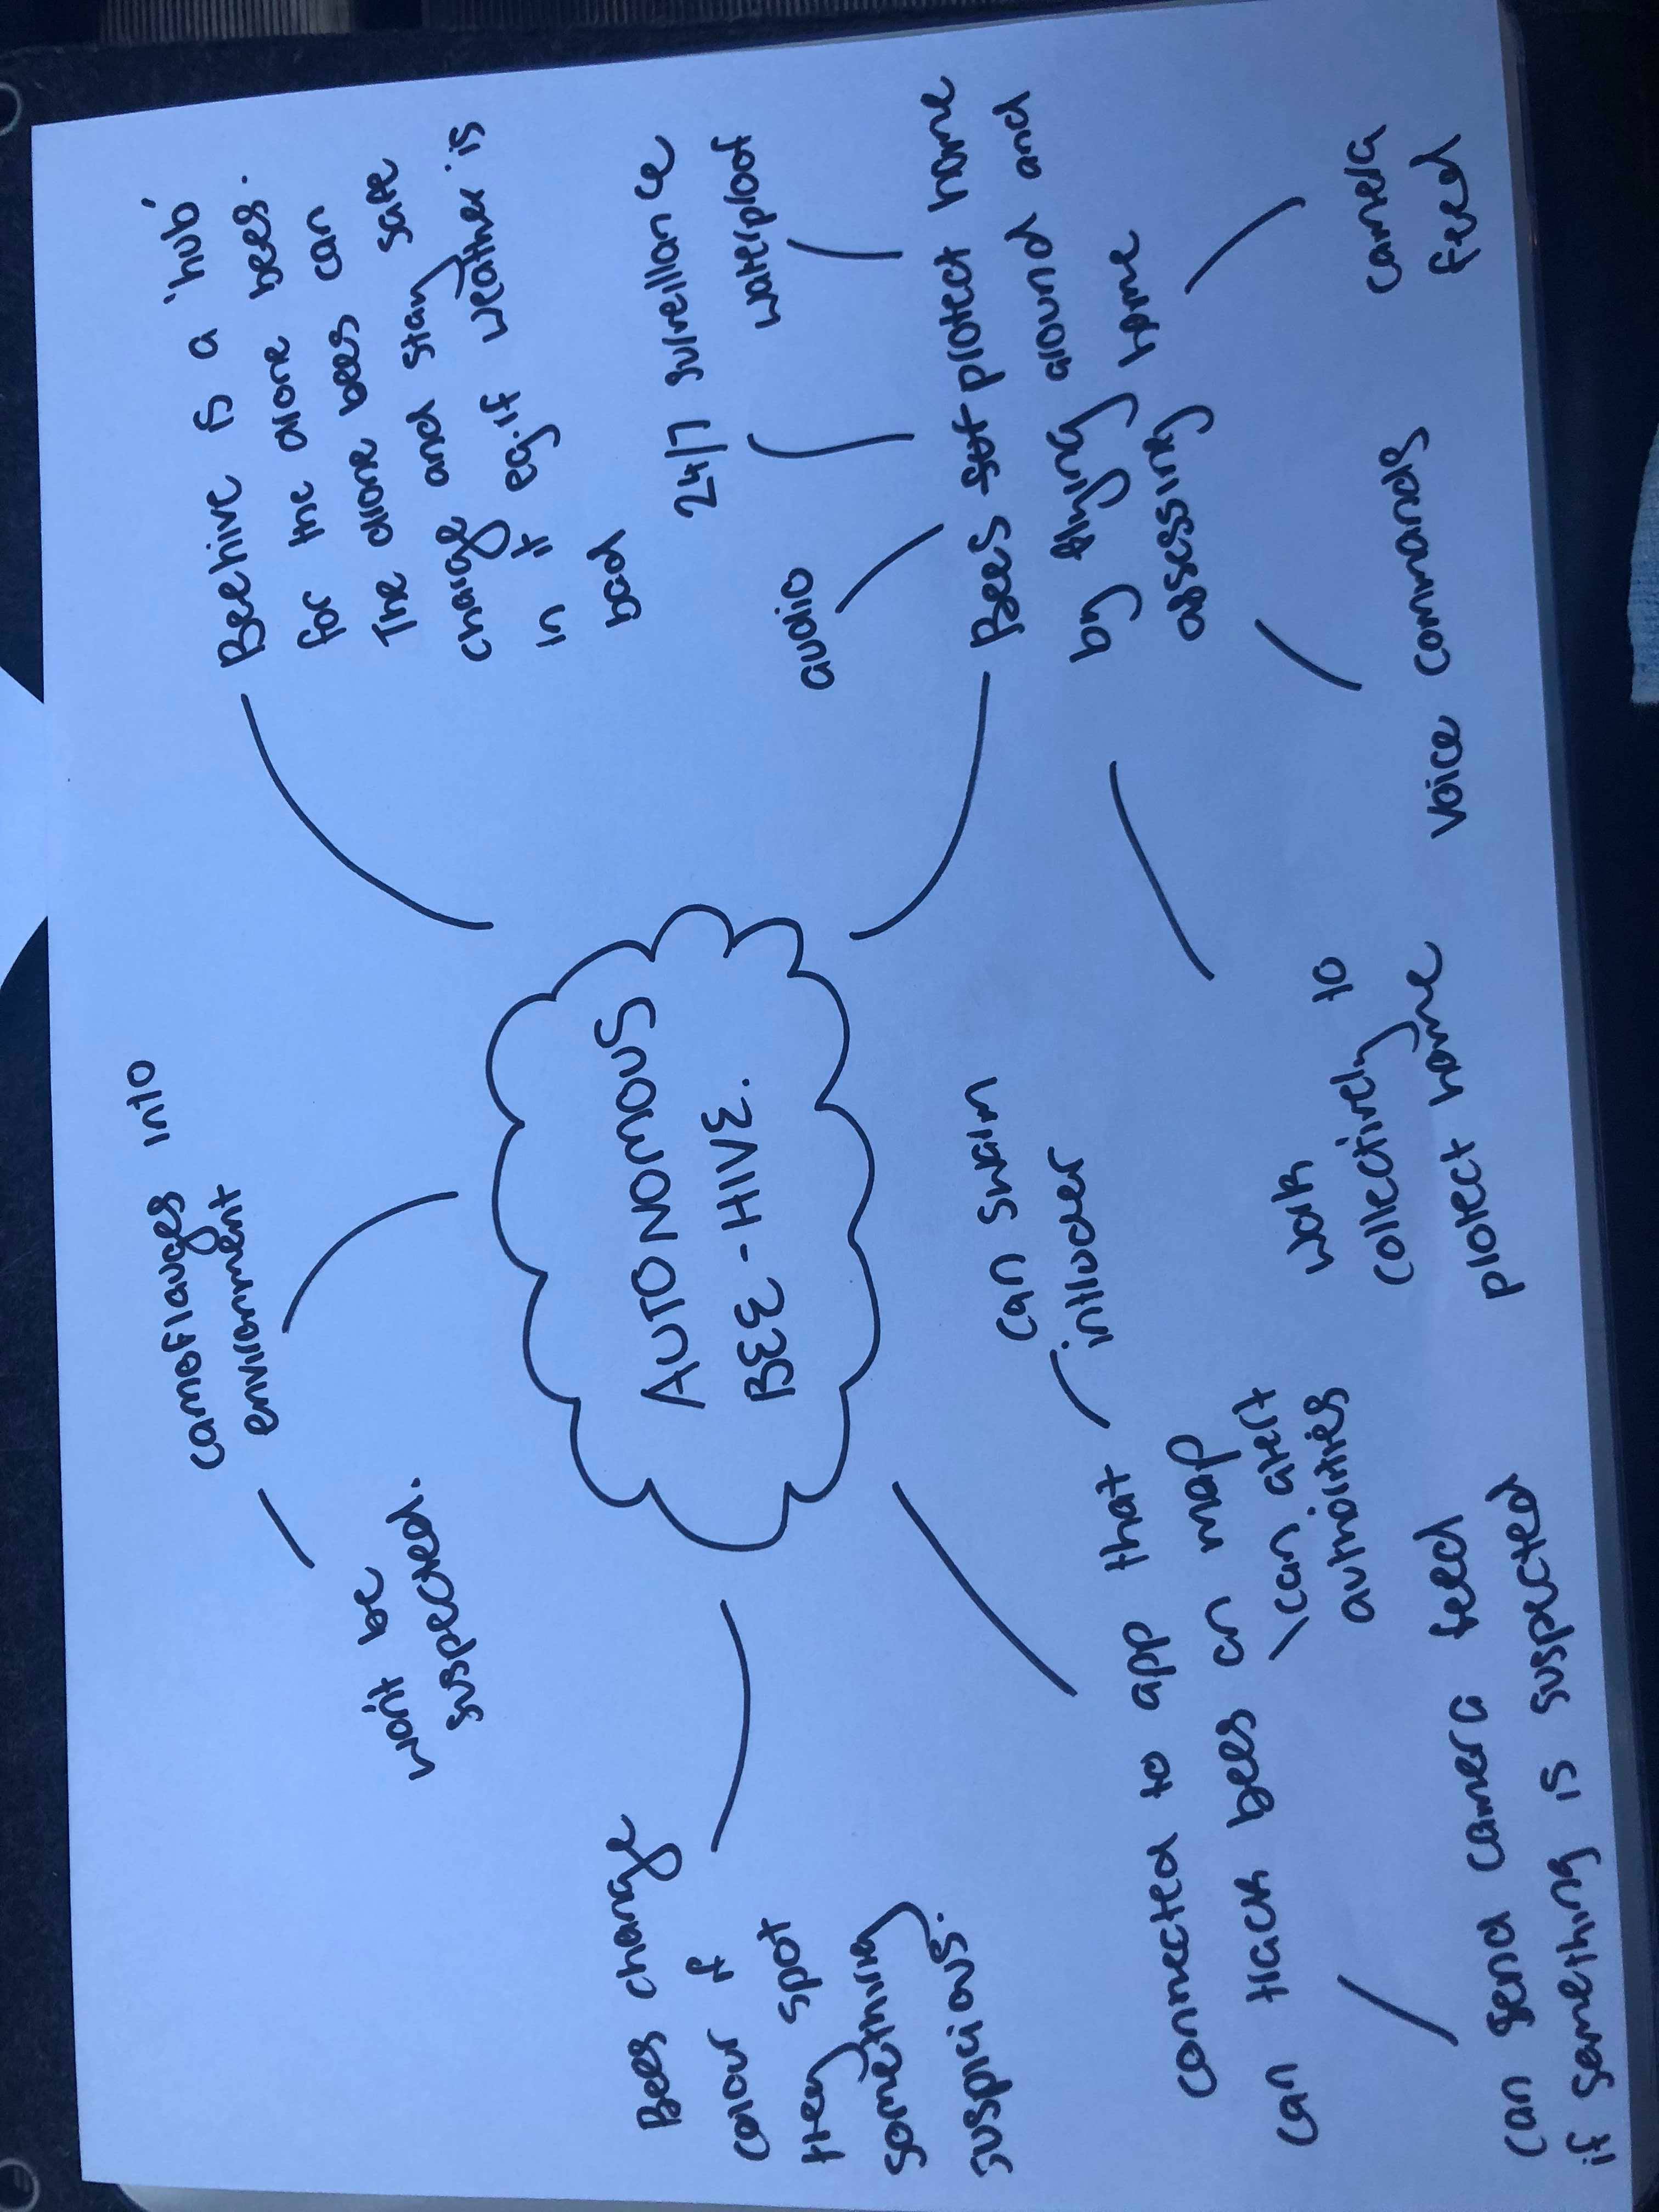 camoflauges into
environment
won't be
suspected.
Beehive is a 'hub'
for the drone bees.
The drone bees can
charge and stay safe
in it eg. if weather is
bad
AUTONOMOUS
BEE-HIVE.
Bees change
colour if
they spot
something
suspicious.
24/7 surveillance
audio
waterproof
Bees protect home
by flying around and
assessing home
can swarm
intruder
connected to app that
can track bees on map
can alert
authorities
can send camera feed
if something is suspected
work
collectively to
protect home
voice commands
camera
feed